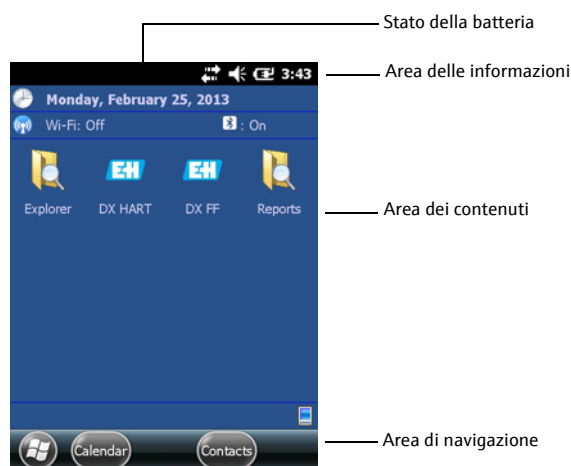 Stato della batteria
3:43
Area delle informazioni
Monday, February 25, 2013
Wi-Fi: Off
: On
E+H
E+H
Explorer
DX HART
DX FF
Reports
Area dei contenuti
Calendar
Contacts
Area di navigazione